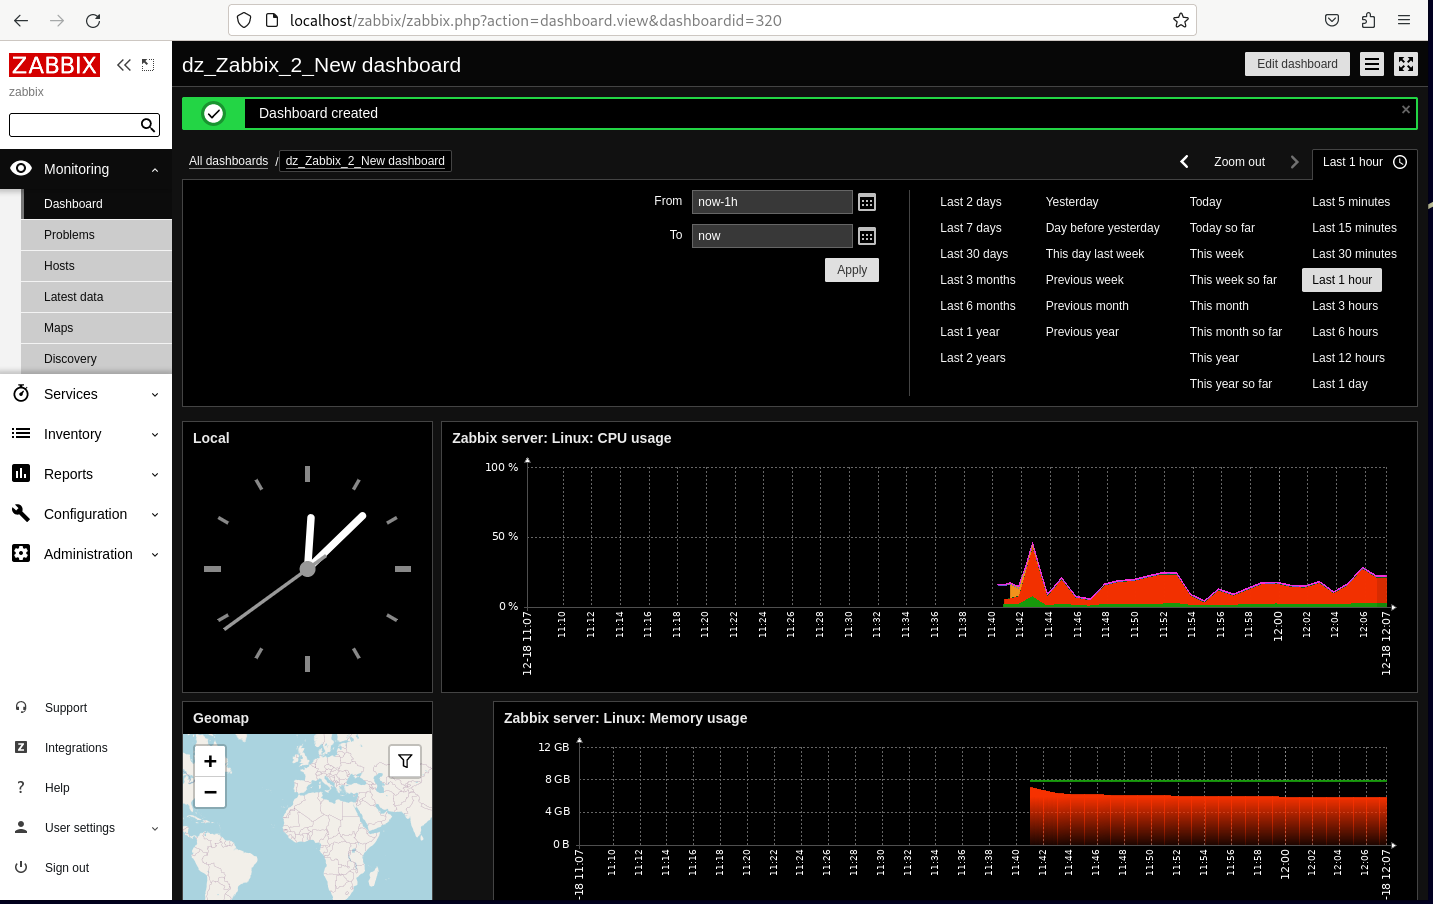 localhost/zabbix/zabbix.php?action=dashboard.view&dashboardid=320
ZABBIX
zabbix
Monitoring
Dashboard
Problems
Hosts
Latest data
Maps
Discovery
Services
Inventory
Reports
Configuration
Administration
Support
Integrations
Help
User settings
Sign out
dz_Zabbix_2_New dashboard
Edit dashboard
Dashboard created
All dashboards / dz_Zabbix_2_New dashboard
Zoom out
Last 1 hour
From now-1h
To now
Apply
Last 2 days Yesterday Today Last 5 minutes
Last 7 days Day before yesterday Today so far Last 15 minutes
Last 30 days This day last week This week Last 30 minutes
Last 3 months Previous week This week so far Last 1 hour
Last 6 months Previous month This month Last 3 hours
Last 1 year Previous year This month so far Last 6 hours
Last 2 years This year Last 12 hours
This year so far Last 1 day
Local
Zabbix server: Linux: CPU usage
100 %
50 %
0 %
12-18 11:07 11:10 11:12 11:14 11:16 11:18 11:20 11:22 11:24 11:26 11:28 11:30 11:32 11:34 11:36 11:38 11:40 11:42 11:44 11:46 11:48 11:50 11:52 11:54 11:56 11:58 12:00 12:02 12:04 12:06 12-18 12:07
Geomap
+
−
Zabbix server: Linux: Memory usage
12 GB
8 GB
4 GB
0 B
-18 11:07 11:10 11:12 11:14 11:16 11:18 11:20 11:22 11:24 11:26 11:28 11:30 11:32 11:34 11:36 11:38 11:40 11:42 11:44 11:46 11:48 11:50 11:52 11:54 11:56 11:58 12:00 12:02 12:04 12:06 -18 12:07